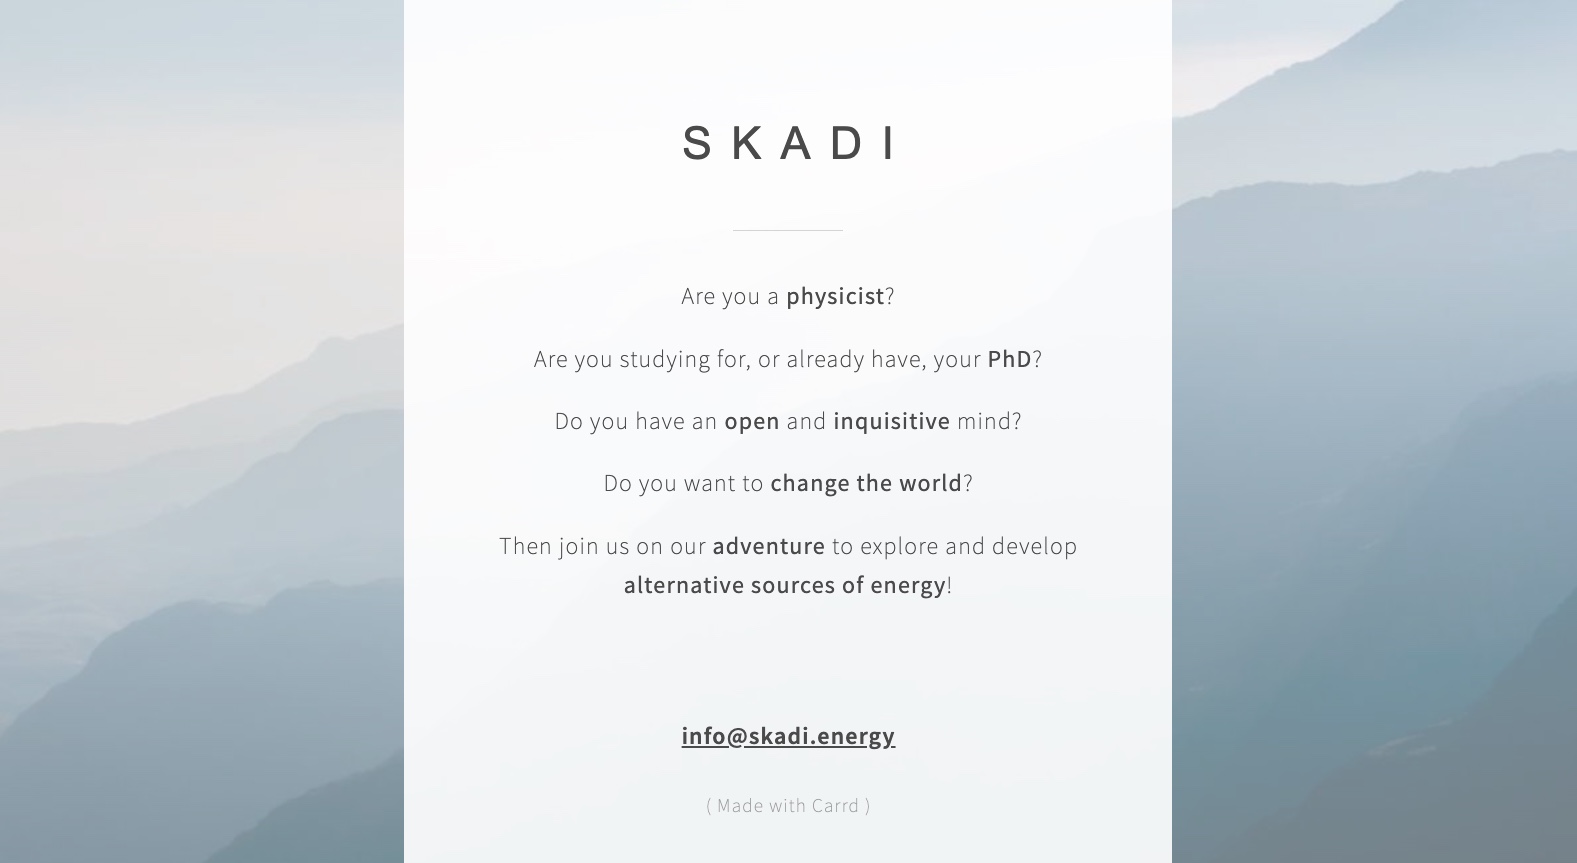 SKADI
Are you a physicist?
Are you studying for, or already have, your PhD?
Do you have an open and inquisitive mind?
Do you want to change the world?
Then join us on our adventure to explore and develop
alternative sources of energy!
info@skadi.energy
( Made with Carrd )